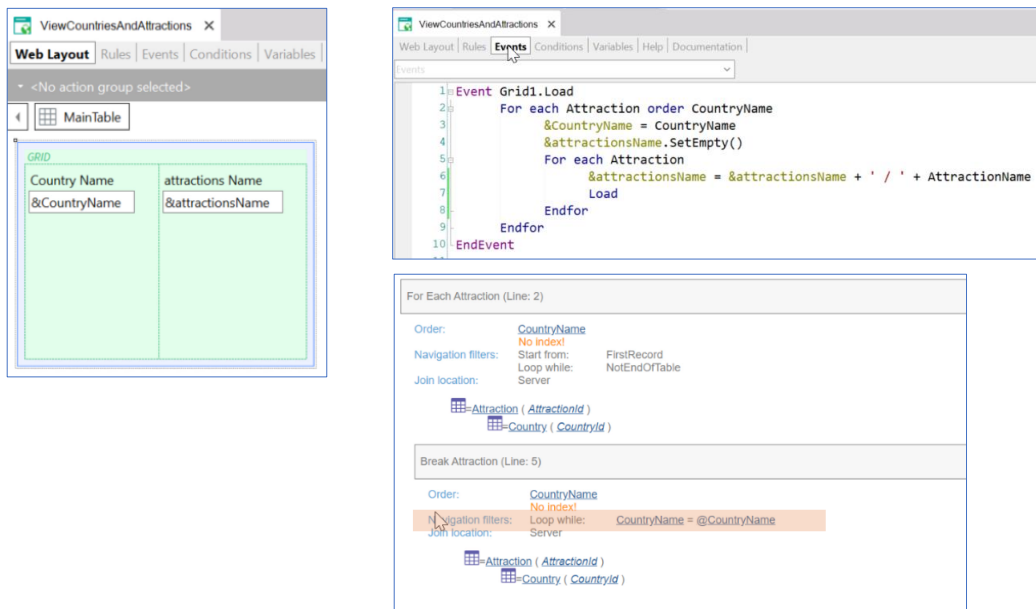 ViewCountriesAndAttractions X
Web Layout Rules Events Conditions Variables
<No action group selected>
MainTable
GRID
Country Name attractions Name
&CountryName &attractionsName
ViewCountriesAndAttractions X
Web Layout Rules Events Conditions Variables Help Documentation
Events
1 Event Grid1.Load
2 For each Attraction order CountryName
3 &CountryName = CountryName
4 &attractionsName.SetEmpty()
5 For each Attraction
6 &attractionsName = &attractionsName + ' / ' + AttractionName
7 Load
8 Endfor
9 Endfor
10 EndEvent
For Each Attraction (Line: 2)
Order: CountryName
No index!
Navigation filters: Start from: FirstRecord
Loop while: NotEndOfTable
Join location: Server
=Attraction ( AttractionId )
=Country ( CountryId )
Break Attraction (Line: 5)
Order: CountryName
No index!
Navigation filters: Loop while: CountryName = @CountryName
Join location: Server
=Attraction ( AttractionId )
=Country ( CountryId )